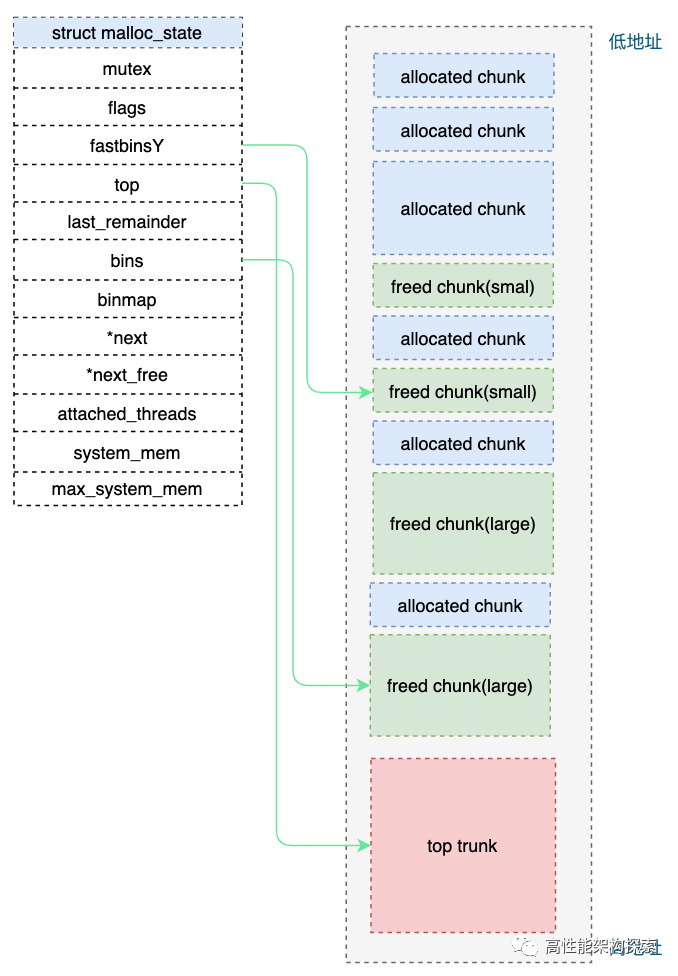 struct malloc_state
mutex
flags
fastbinsY
top
last_remainder
bins
binmap
*next
*next_free
attached_threads
system_mem
max_system_mem
低地址
allocated chunk
allocated chunk
allocated chunk
freed chunk(smal)
allocated chunk
freed chunk(small)
allocated chunk
freed chunk(large)
allocated chunk
freed chunk(large)
top trunk
高性能架构探索